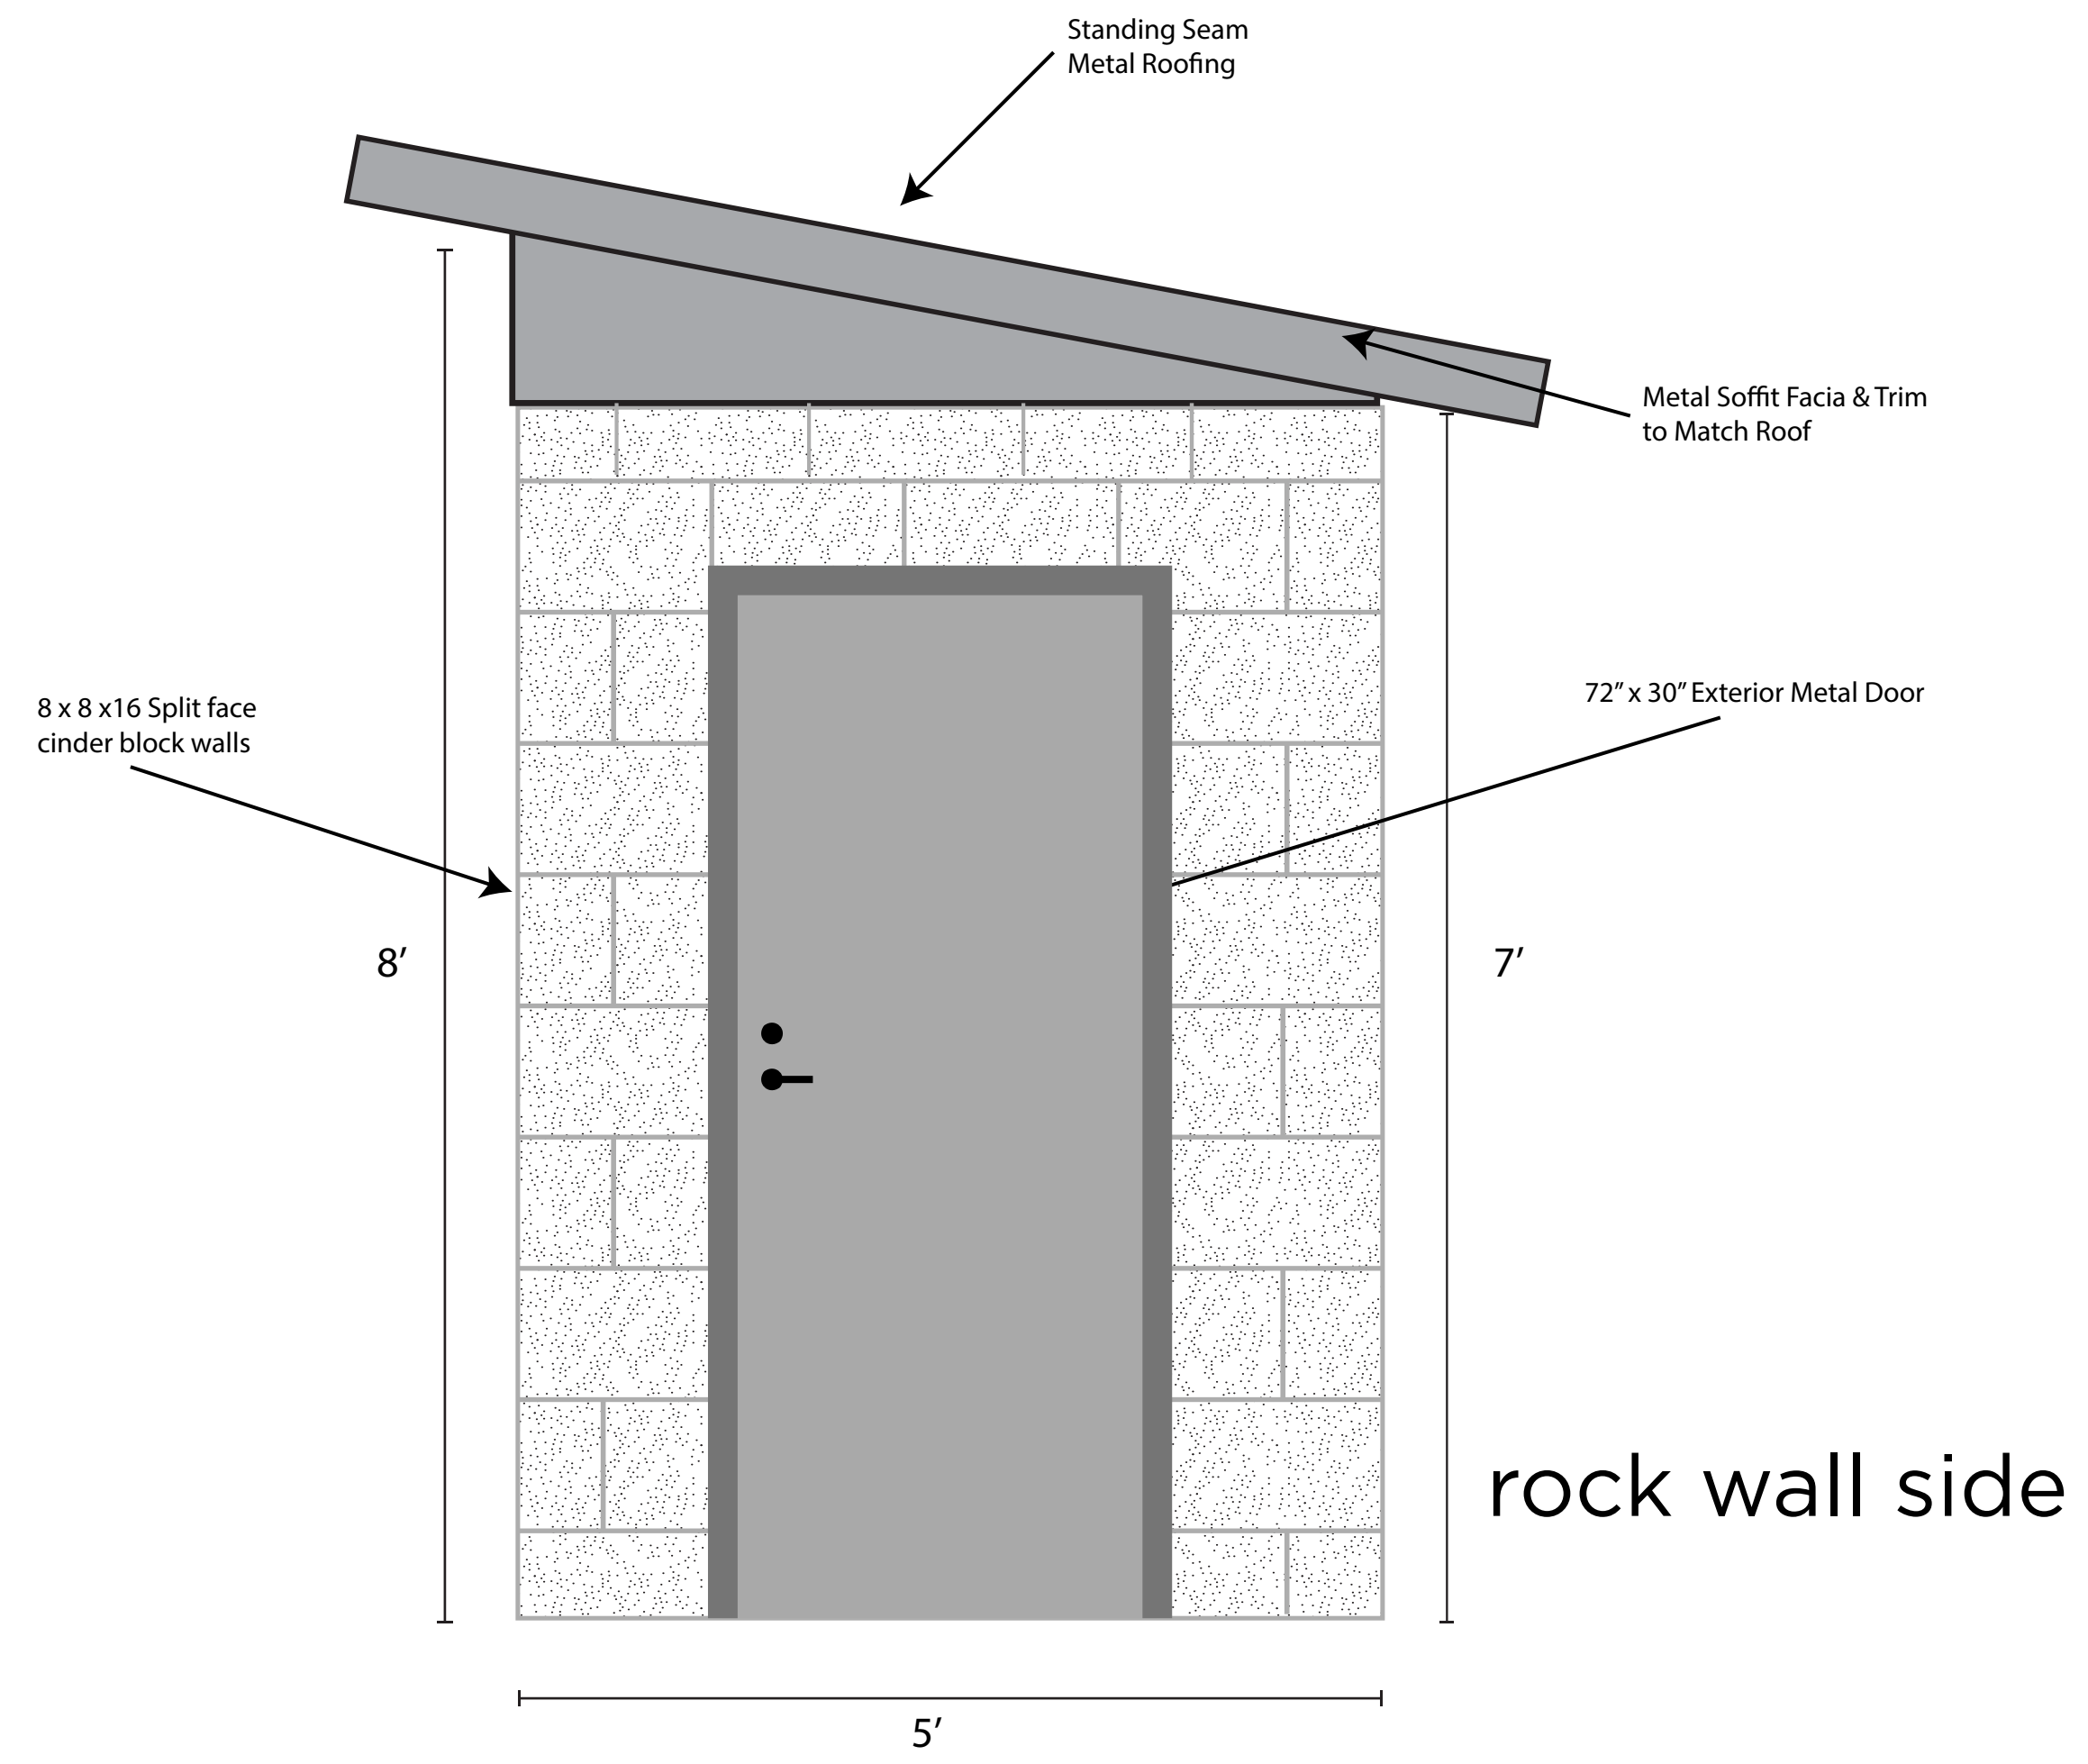 Standing Seam
Metal Roofing
Metal Soffit Facia & Trim
to Match Roof
8 x 8 x16 Split face
cinder block walls
72” x 30” Exterior Metal Door
8’
7’
rock wall side
5’